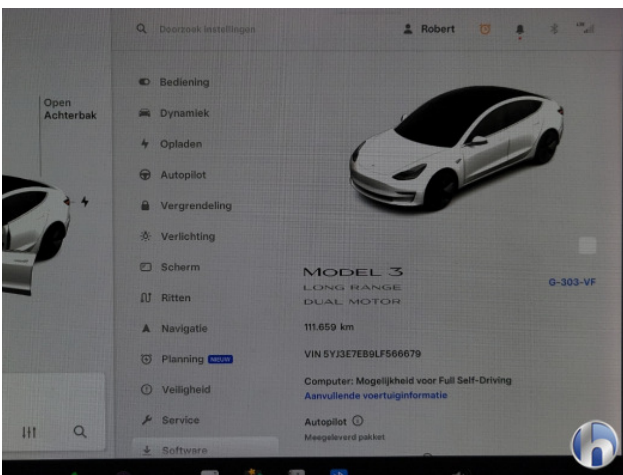 Doorzoek instellingen
Robert
LTE
Open
Achterbak
Bediening
Dynamiek
Opladen
Autopilot
Vergrendeling
Verlichting
Scherm
Ritten
Navigatie
Planning NIEUW
Veiligheid
Service
Software
MODEL 3
LONG RANGE
DUAL MOTOR
G-303-VF
111.659 km
VIN 5YJ3E7EB9LF566679
Computer: Mogelijkheid voor Full Self-Driving
Aanvullende voertuiginformatie
Autopilot
Meegeleverd pakket
h